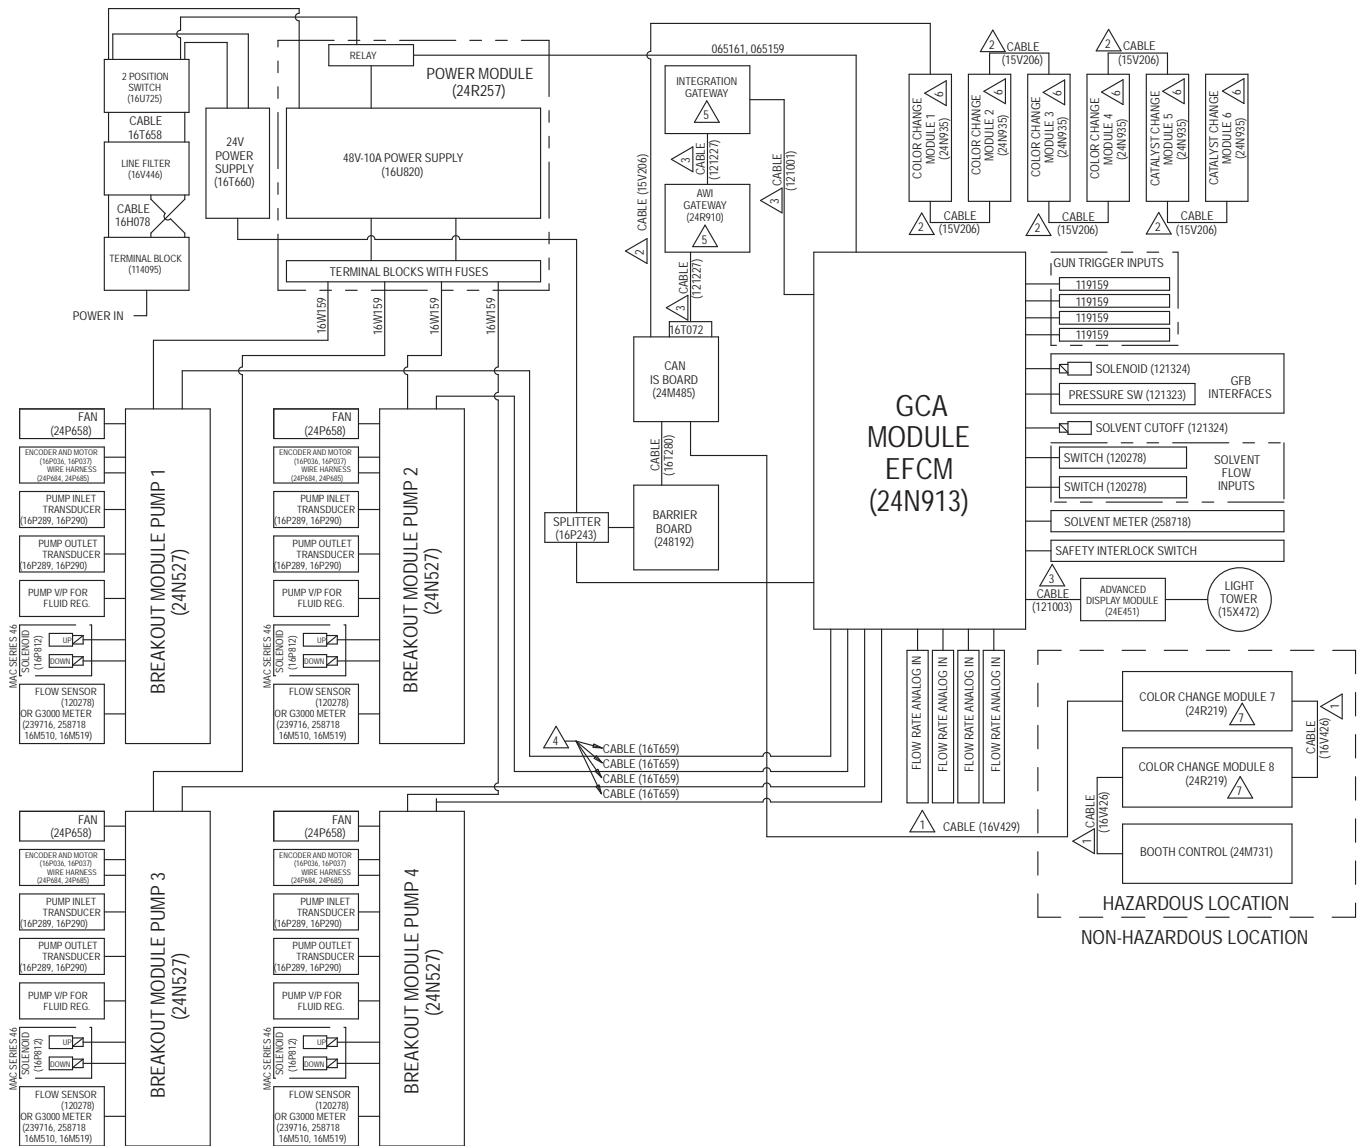 RELAY
POWER MODULE
(24R257)
2 POSITION
SWITCH
(16U725)
CABLE
16T658
LINE FILTER
(16V446)
CABLE
16H078
TERMINAL BLOCK
(114095)
POWER IN
24V
POWER
SUPPLY
(16T660)
48V-10A POWER SUPPLY
(16U820)
TERMINAL BLOCKS WITH FUSES
16W159
16W159
16W159
16W159
065161, 065159
INTEGRATION
GATEWAY
5
3
CABLE
(121227)
AWI
GATEWAY
(24R910)
5
3
CABLE
(121227)
3
CABLE
(121001)
2
CABLE (15V206)
16T072
CAN
IS BOARD
(24M485)
CABLE
(16T280)
BARRIER
BOARD
(248192)
SPLITTER
(16P243)
2
CABLE
(15V206)
2
CABLE
(15V206)
COLOR CHANGE
MODULE 1
(24N935)
6
COLOR CHANGE
MODULE 2
(24N935)
6
COLOR CHANGE
MODULE 3
(24N935)
6
COLOR CHANGE
MODULE 4
(24N935)
6
CATALYST CHANGE
MODULE 5
(24N935)
6
CATALYST CHANGE
MODULE 6
(24N935)
6
2
CABLE
(15V206)
2
CABLE
(15V206)
2
CABLE
(15V206)
GCA
MODULE
EFCM
(24N913)
GUN TRIGGER INPUTS
119159
119159
119159
119159
SOLENOID (121324)
PRESSURE SW (121323)
GFB
INTERFACES
SOLVENT CUTOFF (121324)
SWITCH (120278)
SWITCH (120278)
SOLVENT
FLOW
INPUTS
SOLVENT METER (258718)
SAFETY INTERLOCK SWITCH
3
CABLE
(121003)
ADVANCED
DISPLAY MODULE
(24E451)
LIGHT
TOWER
(15X472)
FLOW RATE ANALOG IN
FLOW RATE ANALOG IN
FLOW RATE ANALOG IN
FLOW RATE ANALOG IN
COLOR CHANGE MODULE 7
(24R219)
7
1
CABLE
(16V426)
COLOR CHANGE MODULE 8
(24R219)
7
1
CABLE
(16V426)
BOOTH CONTROL (24M731)
HAZARDOUS LOCATION
NON-HAZARDOUS LOCATION
1
CABLE (16V429)
4
CABLE (16T659)
CABLE (16T659)
CABLE (16T659)
CABLE (16T659)
FAN
(24P658)
ENCODER AND MOTOR
(16P036, 16P037)
WIRE HARNESS
(24P684, 24P685)
PUMP INLET
TRANSDUCER
(16P289, 16P290)
PUMP OUTLET
TRANSDUCER
(16P289, 16P290)
PUMP V/P FOR
FLUID REG.
MAC SERIES 46
SOLENOID
(16P812)
UP
DOWN
FLOW SENSOR
(120278)
OR G3000 METER
(239716, 258718
16M510, 16M519)
BREAKOUT MODULE PUMP 1
(24N527)
FAN
(24P658)
ENCODER AND MOTOR
(16P036, 16P037)
WIRE HARNESS
(24P684, 24P685)
PUMP INLET
TRANSDUCER
(16P289, 16P290)
PUMP OUTLET
TRANSDUCER
(16P289, 16P290)
PUMP V/P FOR
FLUID REG.
MAC SERIES 46
SOLENOID
(16P812)
UP
DOWN
FLOW SENSOR
(120278)
OR G3000 METER
(239716, 258718
16M510, 16M519)
BREAKOUT MODULE PUMP 2
(24N527)
FAN
(24P658)
ENCODER AND MOTOR
(16P036, 16P037)
WIRE HARNESS
(24P684, 24P685)
PUMP INLET
TRANSDUCER
(16P289, 16P290)
PUMP OUTLET
TRANSDUCER
(16P289, 16P290)
PUMP V/P FOR
FLUID REG.
MAC SERIES 46
SOLENOID
(16P812)
UP
DOWN
FLOW SENSOR
(120278)
OR G3000 METER
(239716, 258718
16M510, 16M519)
BREAKOUT MODULE PUMP 3
(24N527)
FAN
(24P658)
ENCODER AND MOTOR
(16P036, 16P037)
WIRE HARNESS
(24P684, 24P685)
PUMP INLET
TRANSDUCER
(16P289, 16P290)
PUMP OUTLET
TRANSDUCER
(16P289, 16P290)
PUMP V/P FOR
FLUID REG.
MAC SERIES 46
SOLENOID
(16P812)
UP
DOWN
FLOW SENSOR
(120278)
OR G3000 METER
(239716, 258718
16M510, 16M519)
BREAKOUT MODULE PUMP 4
(24N527)